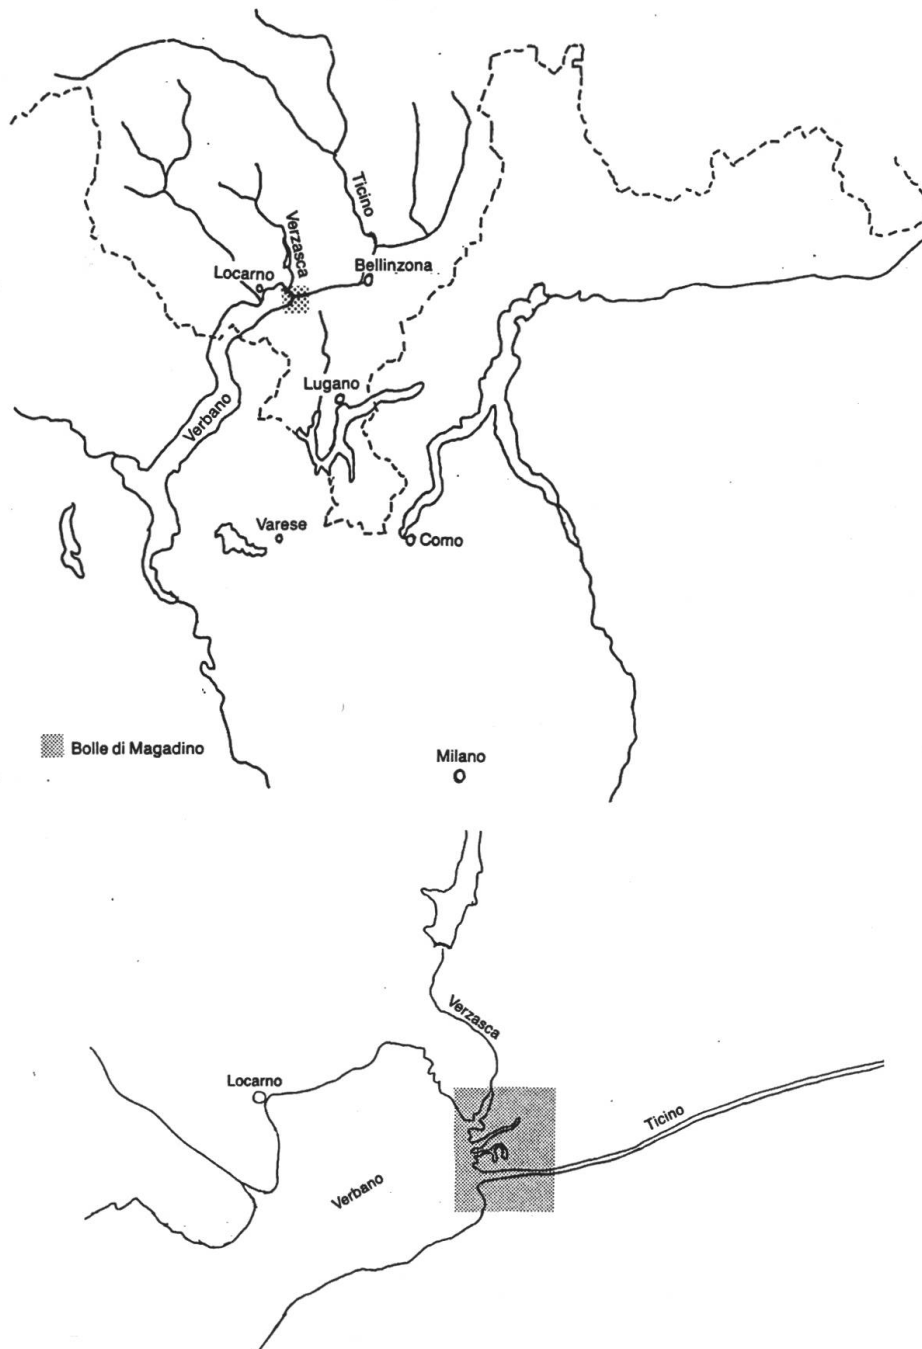 Ticino
Verzasca
Locarno
Bellinzona
Lugano
Verbano
Varese
Como
Bolle di Magadino
Milano
Verzasca
Locarno
Ticino
Verbano